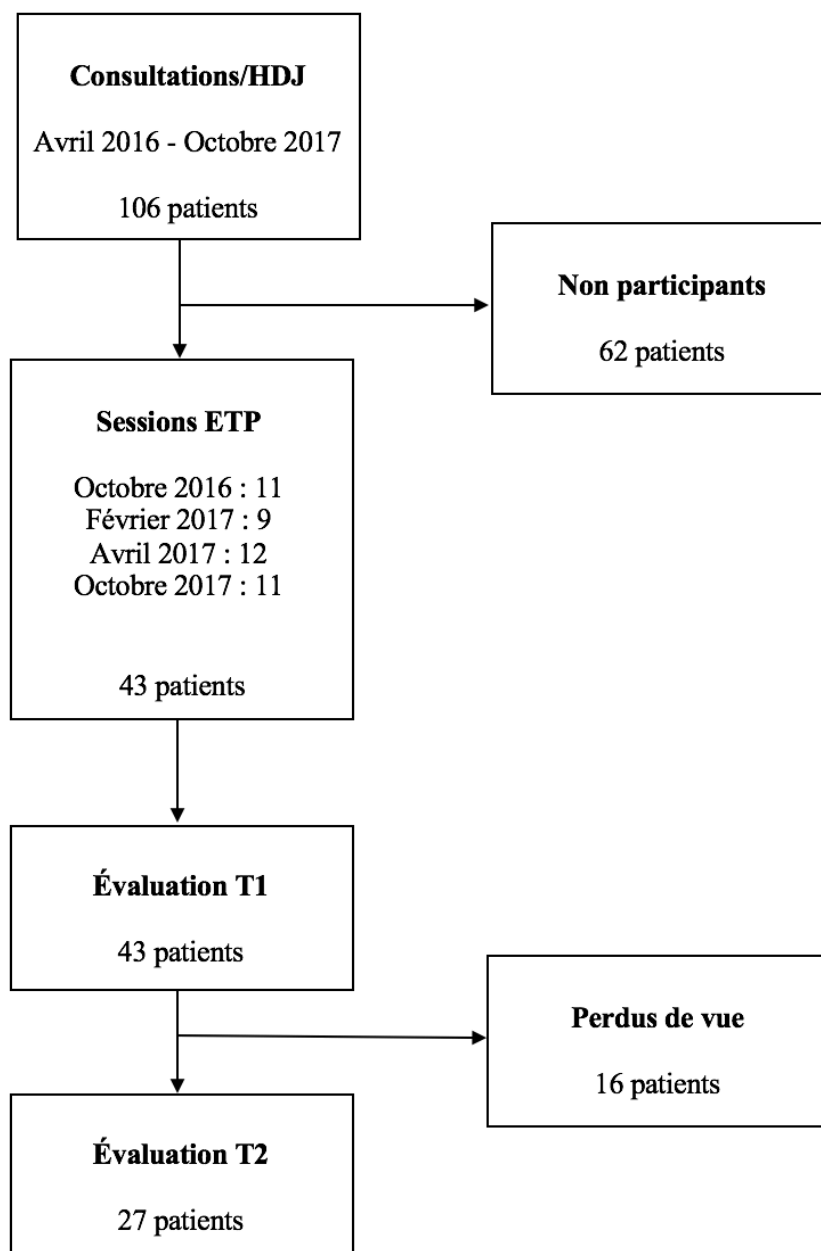 Consultations/HDJ
Avril 2016 - Octobre 2017
106 patients
Non participants
62 patients
Sessions ETP
Octobre 2016 : 11
Février 2017 : 9
Avril 2017 : 12
Octobre 2017 : 11
43 patients
Évaluation T1
43 patients
Perdus de vue
16 patients
Évaluation T2
27 patients